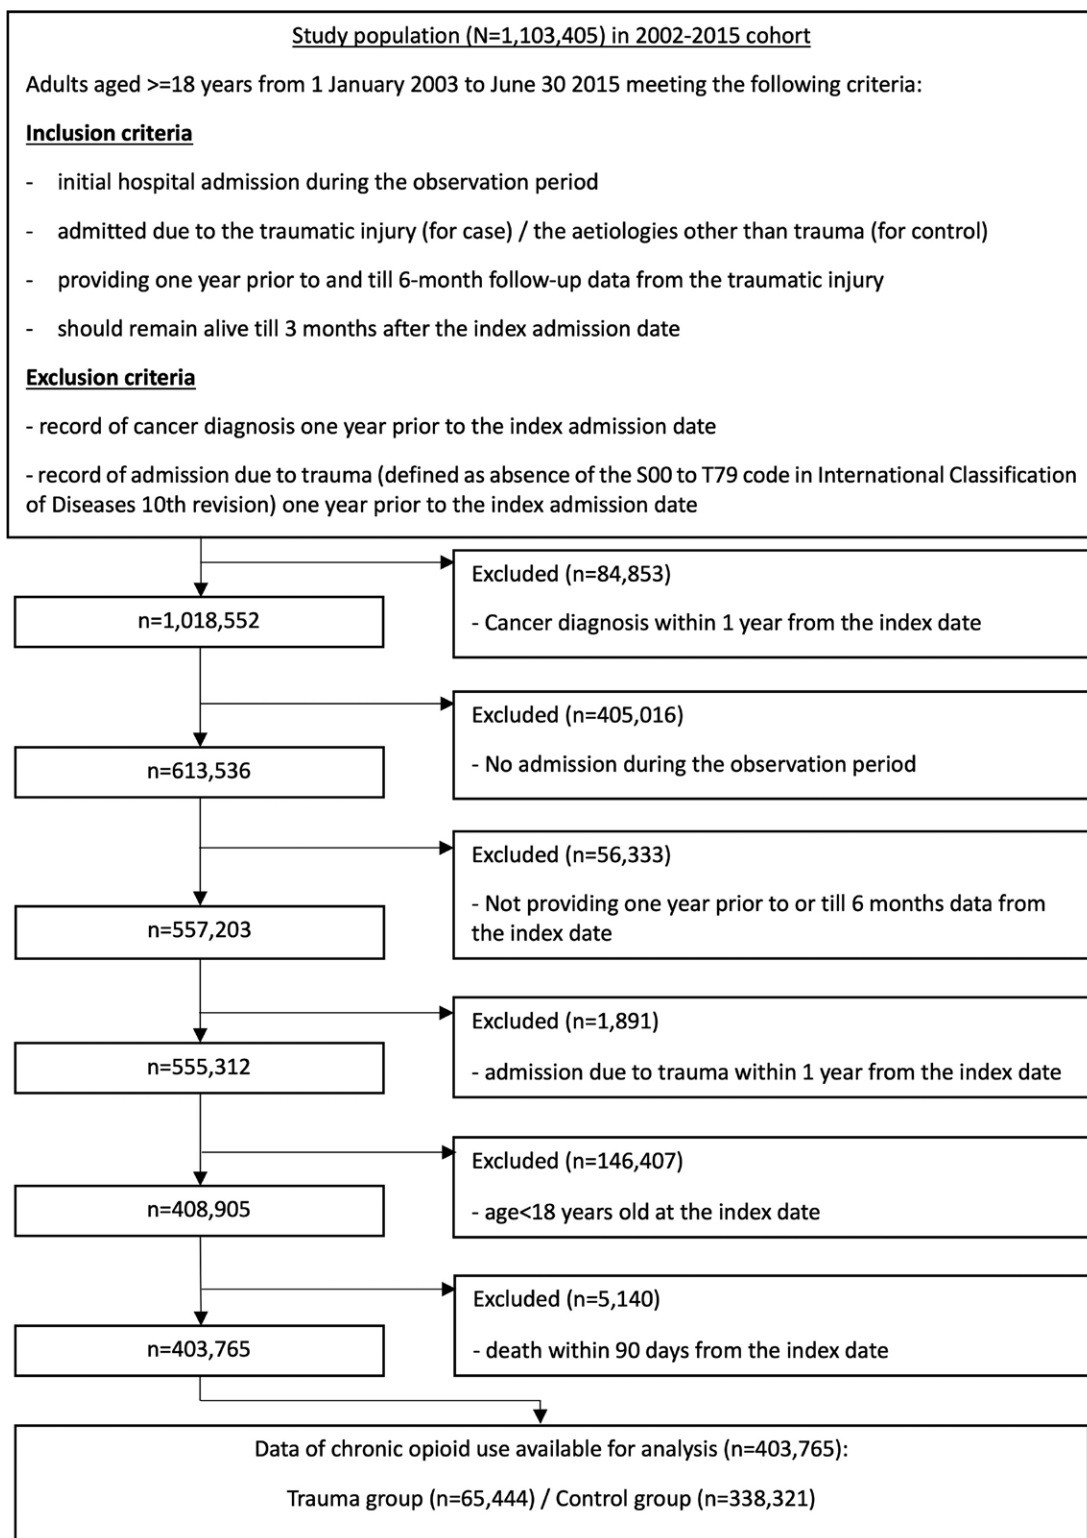 Study population (N=1,103,405) in 2002-2015 cohort
Adults aged >=18 years from 1 January 2003 to June 30 2015 meeting the following criteria:
Inclusion criteria
- initial hospital admission during the observation period
- admitted due to the traumatic injury (for case) / the aetiologies other than trauma (for control)
- providing one year prior to and till 6-month follow-up data from the traumatic injury
- should remain alive till 3 months after the index admission date
Exclusion criteria
- record of cancer diagnosis one year prior to the index admission date
- record of admission due to trauma (defined as absence of the S00 to T79 code in International Classification
of Diseases 10th revision) one year prior to the index admission date
Excluded (n=84,853)
- Cancer diagnosis within 1 year from the index date
n=1,018,552
Excluded (n=405,016)
- No admission during the observation period
n=613,536
Excluded (n=56,333)
- Not providing one year prior to or till 6 months data from
the index date
n=557,203
Excluded (n=1,891)
- admission due to trauma within 1 year from the index date
n=555,312
Excluded (n=146,407)
- age<18 years old at the index date
n=408,905
Excluded (n=5,140)
- death within 90 days from the index date
n=403,765
Data of chronic opioid use available for analysis (n=403,765):
Trauma group (n=65,444) / Control group (n=338,321)